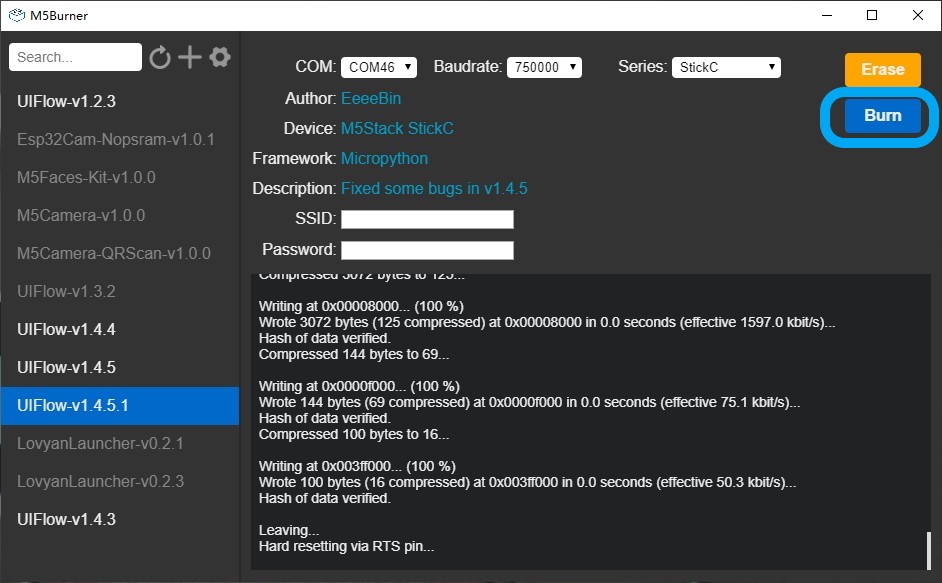 M5Burner
Search...
COM: COM46 Baudrate: 750000 Series: StickC
Erase
Burn
Author: EeeeBin
Device: M5Stack StickC
Framework: Micropython
Description: Fixed some bugs in v1.4.5
SSID:
Password:
UIFlow-v1.2.3
Esp32Cam-Nopsram-v1.0.1
M5Faces-Kit-v1.0.0
M5Camera-v1.0.0
M5Camera-QRScan-v1.0.0
UIFlow-v1.3.2
UIFlow-v1.4.4
UIFlow-v1.4.5
UIFlow-v1.4.5.1
LovyanLauncher-v0.2.1
LovyanLauncher-v0.2.3
UIFlow-v1.4.3
Compressed 3072 bytes to 125...
Writing at 0x00008000... (100 %)
Wrote 3072 bytes (125 compressed) at 0x00008000 in 0.0 seconds (effective 1597.0 kbit/s)...
Hash of data verified.
Compressed 144 bytes to 69...
Writing at 0x0000f000... (100 %)
Wrote 144 bytes (69 compressed) at 0x0000f000 in 0.0 seconds (effective 75.1 kbit/s)...
Hash of data verified.
Compressed 100 bytes to 16...
Writing at 0x003ff000... (100 %)
Wrote 100 bytes (16 compressed) at 0x003ff000 in 0.0 seconds (effective 50.3 kbit/s)...
Hash of data verified.
Leaving...
Hard resetting via RTS pin...